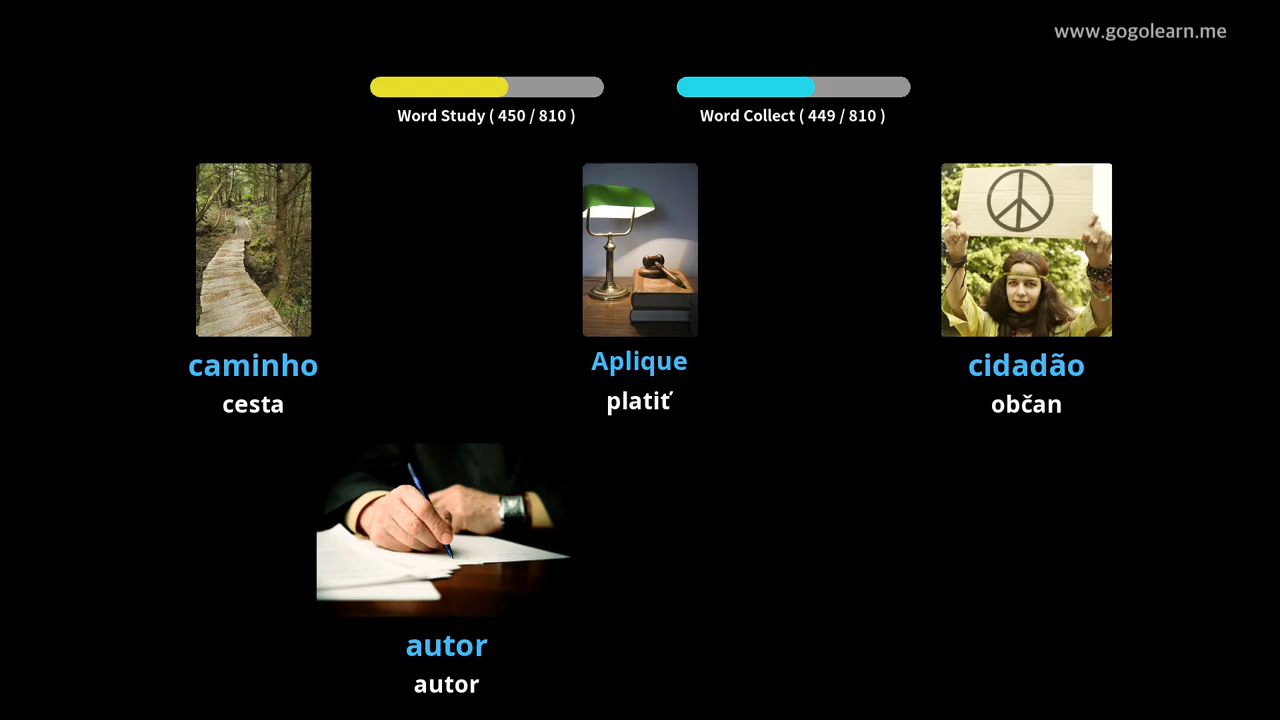 www.gogolearn.me
Word Study ( 450 / 810 )
Word Collect ( 449 / 810 )
caminho
cesta
Aplique
platiť
cidadão
občan
autor
autor